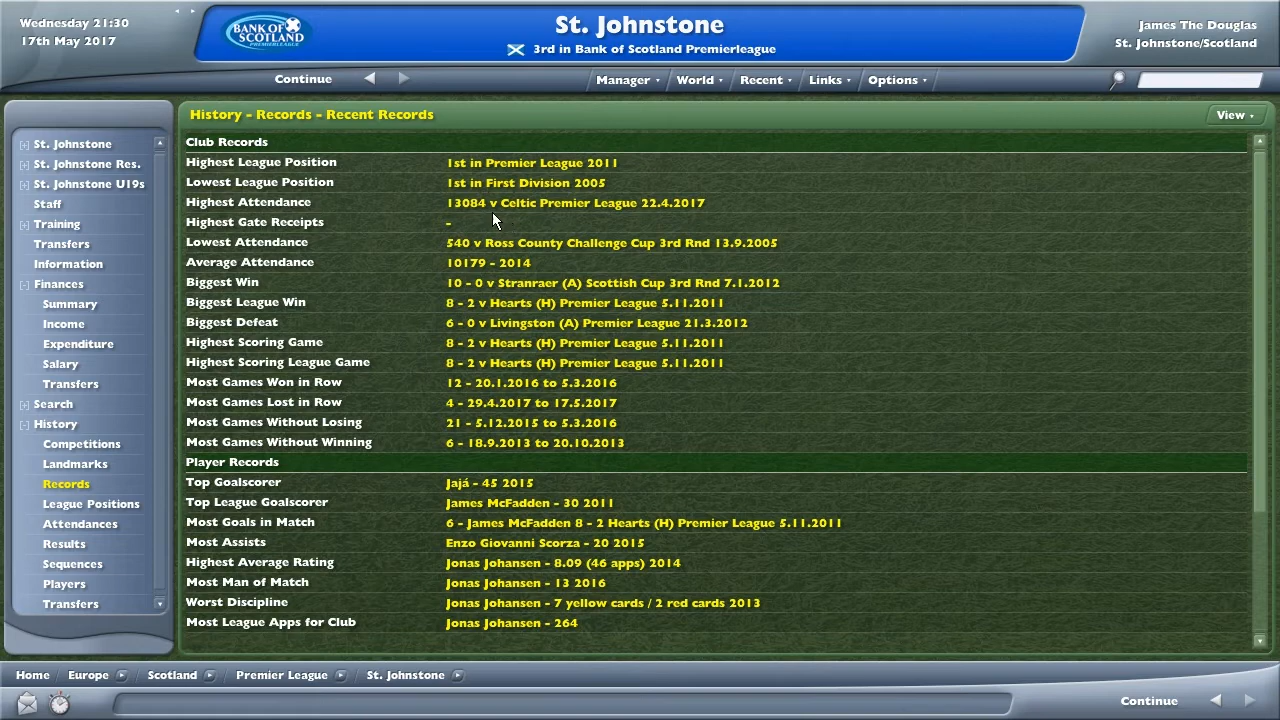 Wednesday 21:30
17th May 2017
BANK OF SCOTLAND
PREMIERLEAGUE
St. Johnstone
3rd in Bank of Scotland Premierleague
James The Douglas
St. Johnstone/Scotland
Continue
Manager World Recent Links Options
History - Records - Recent Records
View
St. Johnstone
St. Johnstone Res.
St. Johnstone U19s
Staff
Training
Transfers
Information
Finances
Summary
Income
Expenditure
Salary
Transfers
Search
History
Competitions
Landmarks
Records
League Positions
Attendances
Results
Sequences
Players
Transfers
Club Records
Highest League Position 1st in Premier League 2011
Lowest League Position 1st in First Division 2005
Highest Attendance 13084 v Celtic Premier League 22.4.2017
Highest Gate Receipts -
Lowest Attendance 540 v Ross County Challenge Cup 3rd Rnd 13.9.2005
Average Attendance 10179 - 2014
Biggest Win 10 - 0 v Stranraer (A) Scottish Cup 3rd Rnd 7.1.2012
Biggest League Win 8 - 2 v Hearts (H) Premier League 5.11.2011
Biggest Defeat 6 - 0 v Livingston (A) Premier League 21.3.2012
Highest Scoring Game 8 - 2 v Hearts (H) Premier League 5.11.2011
Highest Scoring League Game 8 - 2 v Hearts (H) Premier League 5.11.2011
Most Games Won in Row 12 - 20.1.2016 to 5.3.2016
Most Games Lost in Row 4 - 29.4.2017 to 17.5.2017
Most Games Without Losing 21 - 5.12.2015 to 5.3.2016
Most Games Without Winning 6 - 18.9.2013 to 20.10.2013
Player Records
Top Goalscorer Jajá - 45 2015
Top League Goalscorer James McFadden - 30 2011
Most Goals in Match 6 - James McFadden 8 - 2 Hearts (H) Premier League 5.11.2011
Most Assists Enzo Giovanni Scorza - 20 2015
Highest Average Rating Jonas Johansen - 8.09 (46 apps) 2014
Most Man of Match Jonas Johansen - 13 2016
Worst Discipline Jonas Johansen - 7 yellow cards / 2 red cards 2013
Most League Apps for Club Jonas Johansen - 264
Home Europe Scotland Premier League St. Johnstone
Continue